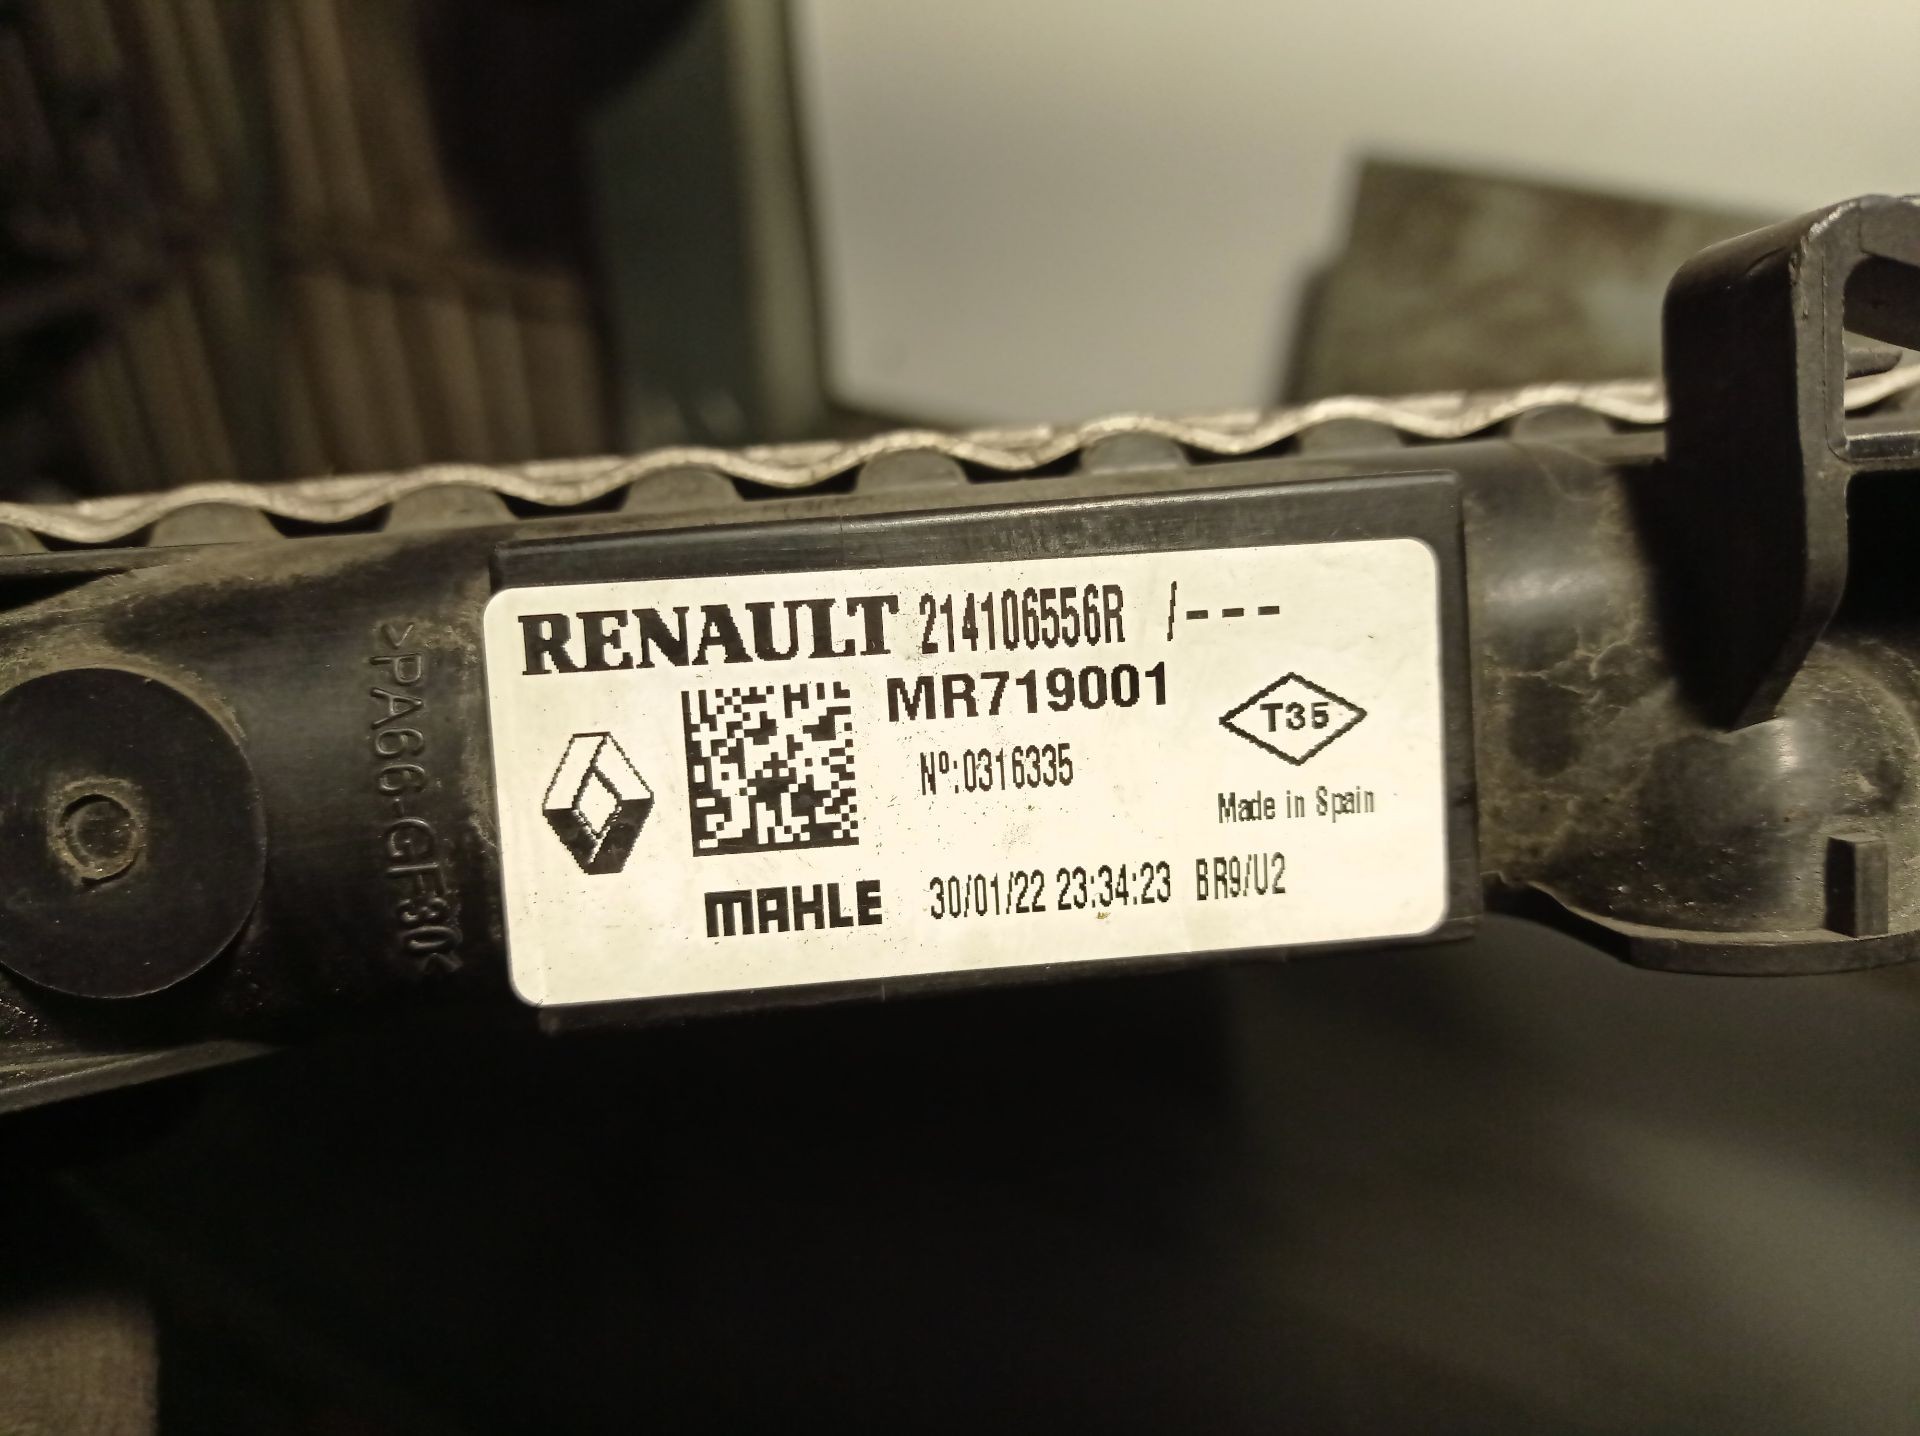 RENAULT 214106556R /---
MR719001
T35
Nº:0316335
Made in Spain
MAHLE 30/01/22 23:34:23 BR9/U2
>PA66-GF30<